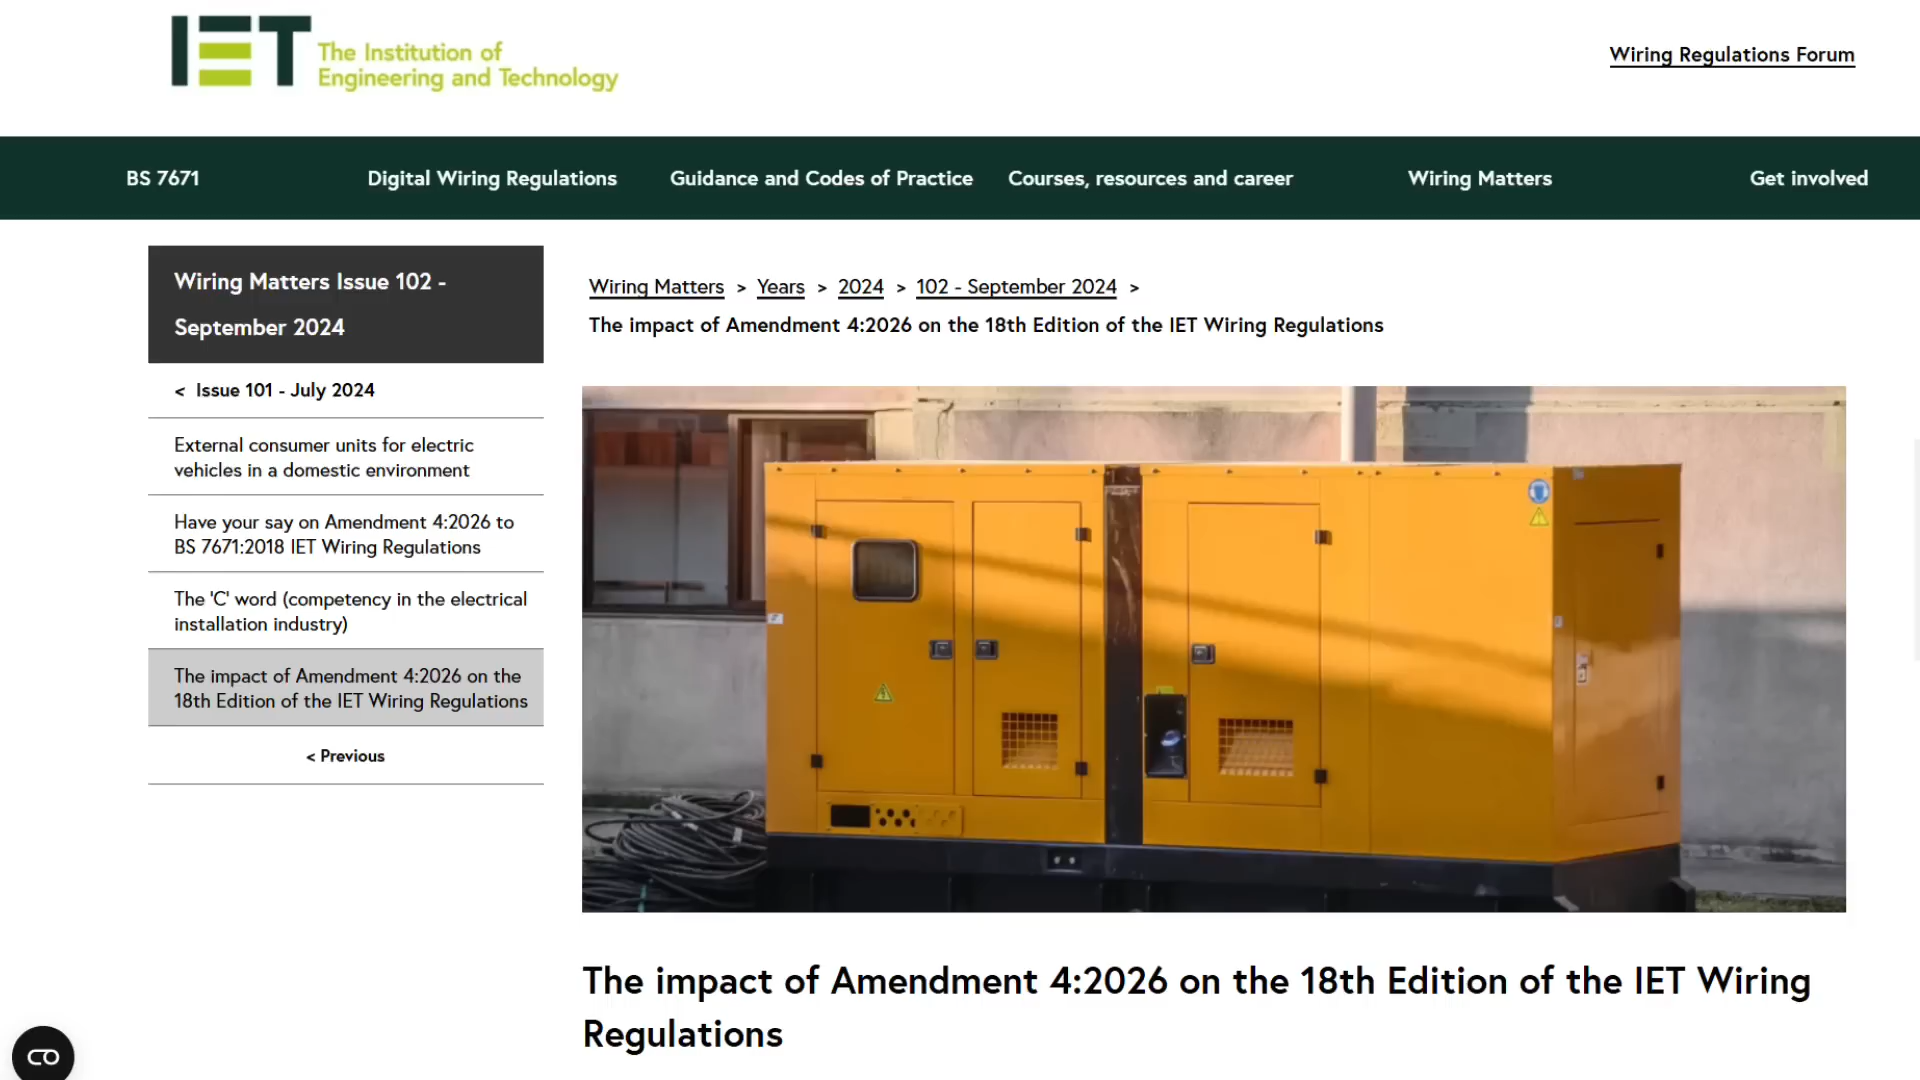 IET The Institution of
Engineering and Technology
Wiring Regulations Forum
BS 7671
Digital Wiring Regulations
Guidance and Codes of Practice
Courses, resources and career
Wiring Matters
Get involved
Wiring Matters Issue 102 -
September 2024
< Issue 101 - July 2024
External consumer units for electric
vehicles in a domestic environment
Have your say on Amendment 4:2026 to
BS 7671:2018 IET Wiring Regulations
The 'C' word (competency in the electrical
installation industry)
The impact of Amendment 4:2026 on the
18th Edition of the IET Wiring Regulations
< Previous
Wiring Matters > Years > 2024 > 102 - September 2024 >
The impact of Amendment 4:2026 on the 18th Edition of the IET Wiring Regulations
The impact of Amendment 4:2026 on the 18th Edition of the IET Wiring
Regulations